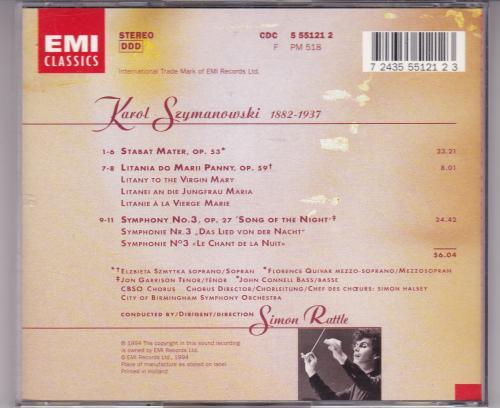 EMI
CLASSICS
STEREO
DDD
CDC 5 55121 2
F PM 518
International Trade Mark of EMI Records Ltd.
7 24355 55121 2 3
Karol Szymanowski 1882-1937
1-6 STABAT MATER, OP. 53* 23.21
7-8 LITANIA DO MARII PANNY, OP. 59† 8.01
LITANY TO THE VIRGIN MARY
LITANEI AN DIE JUNGFRAU MARIA
LITANIE À LA VIERGE MARIE
9-11 SYMPHONY NO.3, OP. 27 'SONG OF THE NIGHT'‡ 24.42
SYMPHONIE NR.3 „DAS LIED VON DER NACHT"
SYMPHONIE NO3 «LE CHANT DE LA NUIT»
56.04
*†ELZBIETA SZMYTKA SOPRANO/SOPRAN *FLORENCE QUIVAR MEZZO-SOPRANO/MEZZOSOPRAN
‡JON GARRISON TENOR/TÉNOR *JOHN CONNELL BASS/BASSE
CBSO CHORUS CHORUS DIRECTOR/CHORLEITUNG/CHEF DES CHŒURS: SIMON HALSEY
CITY OF BIRMINGHAM SYMPHONY ORCHESTRA
CONDUCTED BY/DIRIGENT/DIRECTION Simon Rattle
℗ 1994 The copyright in this sound recording
is owned by EMI Records Ltd.
© EMI Records Ltd., 1994
Place of manufacture as stated on label
Printed in Holland